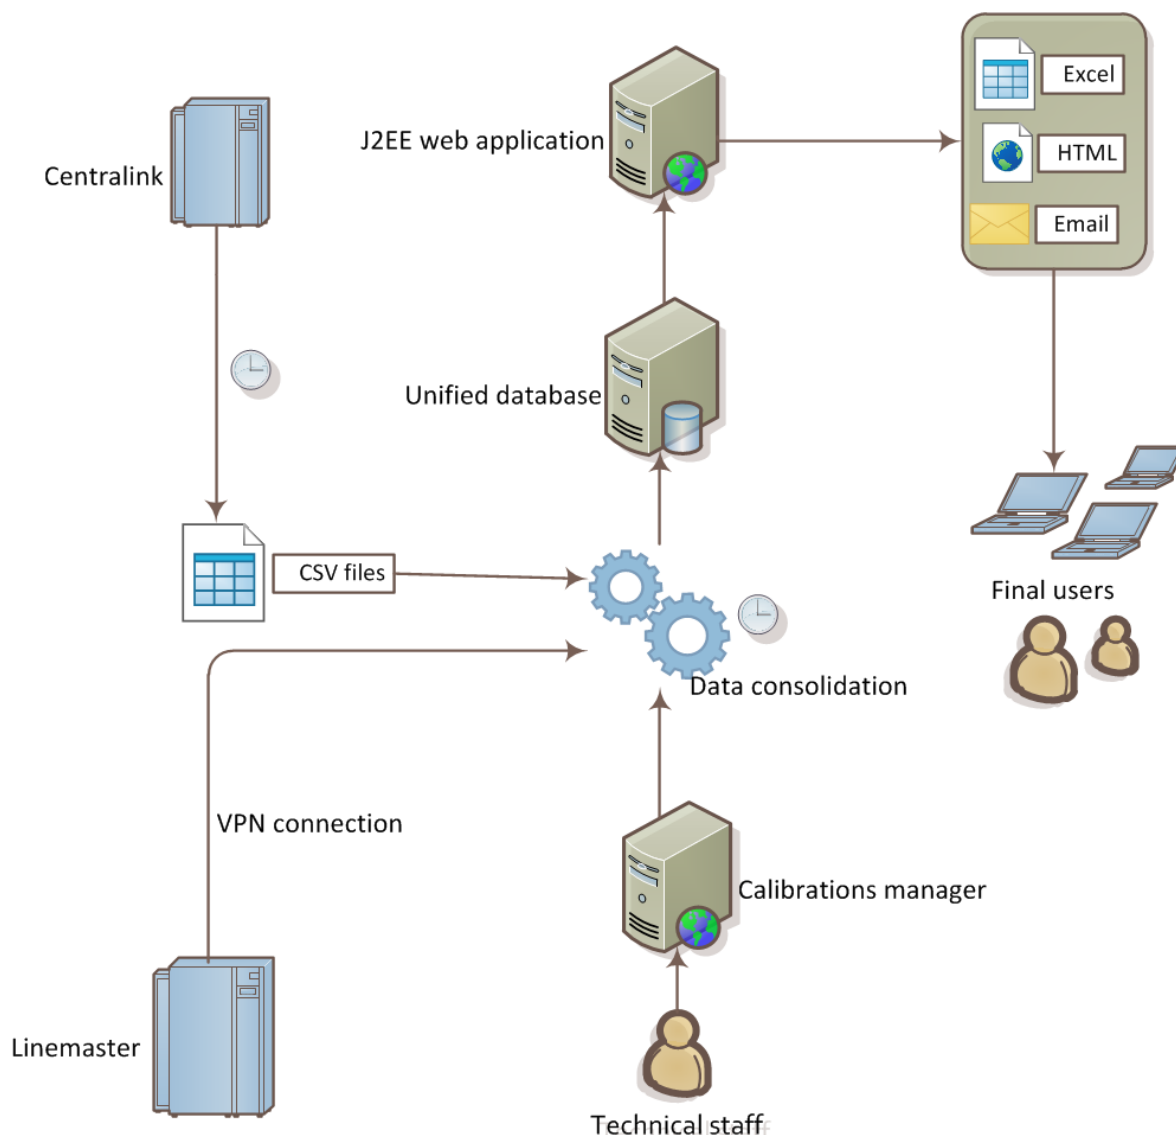 Excel
J2EE web application
HTML
Centralink
Email
Unified database
CSV files
Final users
Data consolidation
VPN connection
Calibrations manager
Linemaster
Technical staff